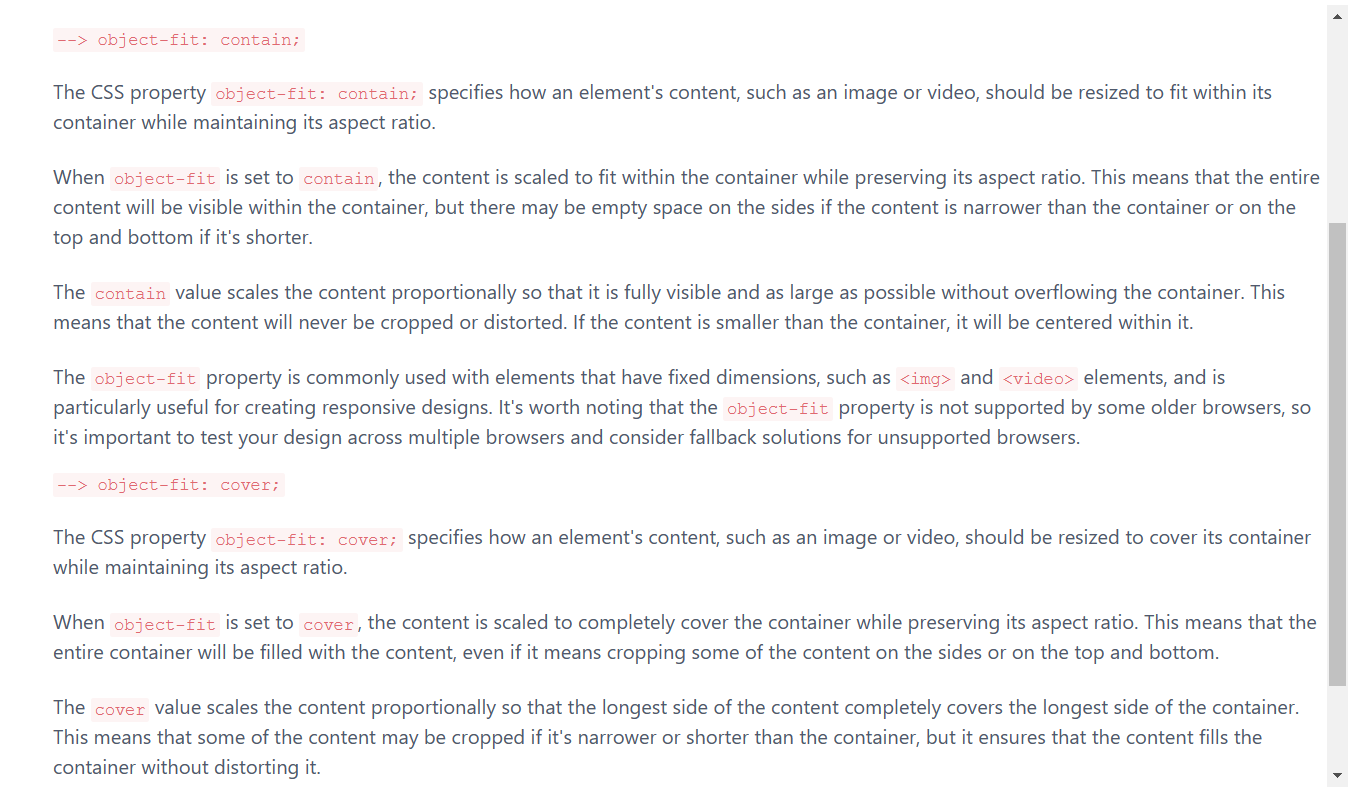 --> object-fit: contain;
The CSS property object-fit: contain; specifies how an element's content, such as an image or video, should be resized to fit within its
container while maintaining its aspect ratio.
When object-fit is set to contain, the content is scaled to fit within the container while preserving its aspect ratio. This means that the entire
content will be visible within the container, but there may be empty space on the sides if the content is narrower than the container or on the
top and bottom if it's shorter.
The contain value scales the content proportionally so that it is fully visible and as large as possible without overflowing the container. This
means that the content will never be cropped or distorted. If the content is smaller than the container, it will be centered within it.
The object-fit property is commonly used with elements that have fixed dimensions, such as <img> and <video> elements, and is
particularly useful for creating responsive designs. It's worth noting that the object-fit property is not supported by some older browsers, so
it's important to test your design across multiple browsers and consider fallback solutions for unsupported browsers.
--> object-fit: cover;
The CSS property object-fit: cover; specifies how an element's content, such as an image or video, should be resized to cover its container
while maintaining its aspect ratio.
When object-fit is set to cover, the content is scaled to completely cover the container while preserving its aspect ratio. This means that the
entire container will be filled with the content, even if it means cropping some of the content on the sides or on the top and bottom.
The cover value scales the content proportionally so that the longest side of the content completely covers the longest side of the container.
This means that some of the content may be cropped if it's narrower or shorter than the container, but it ensures that the content fills the
container without distorting it.